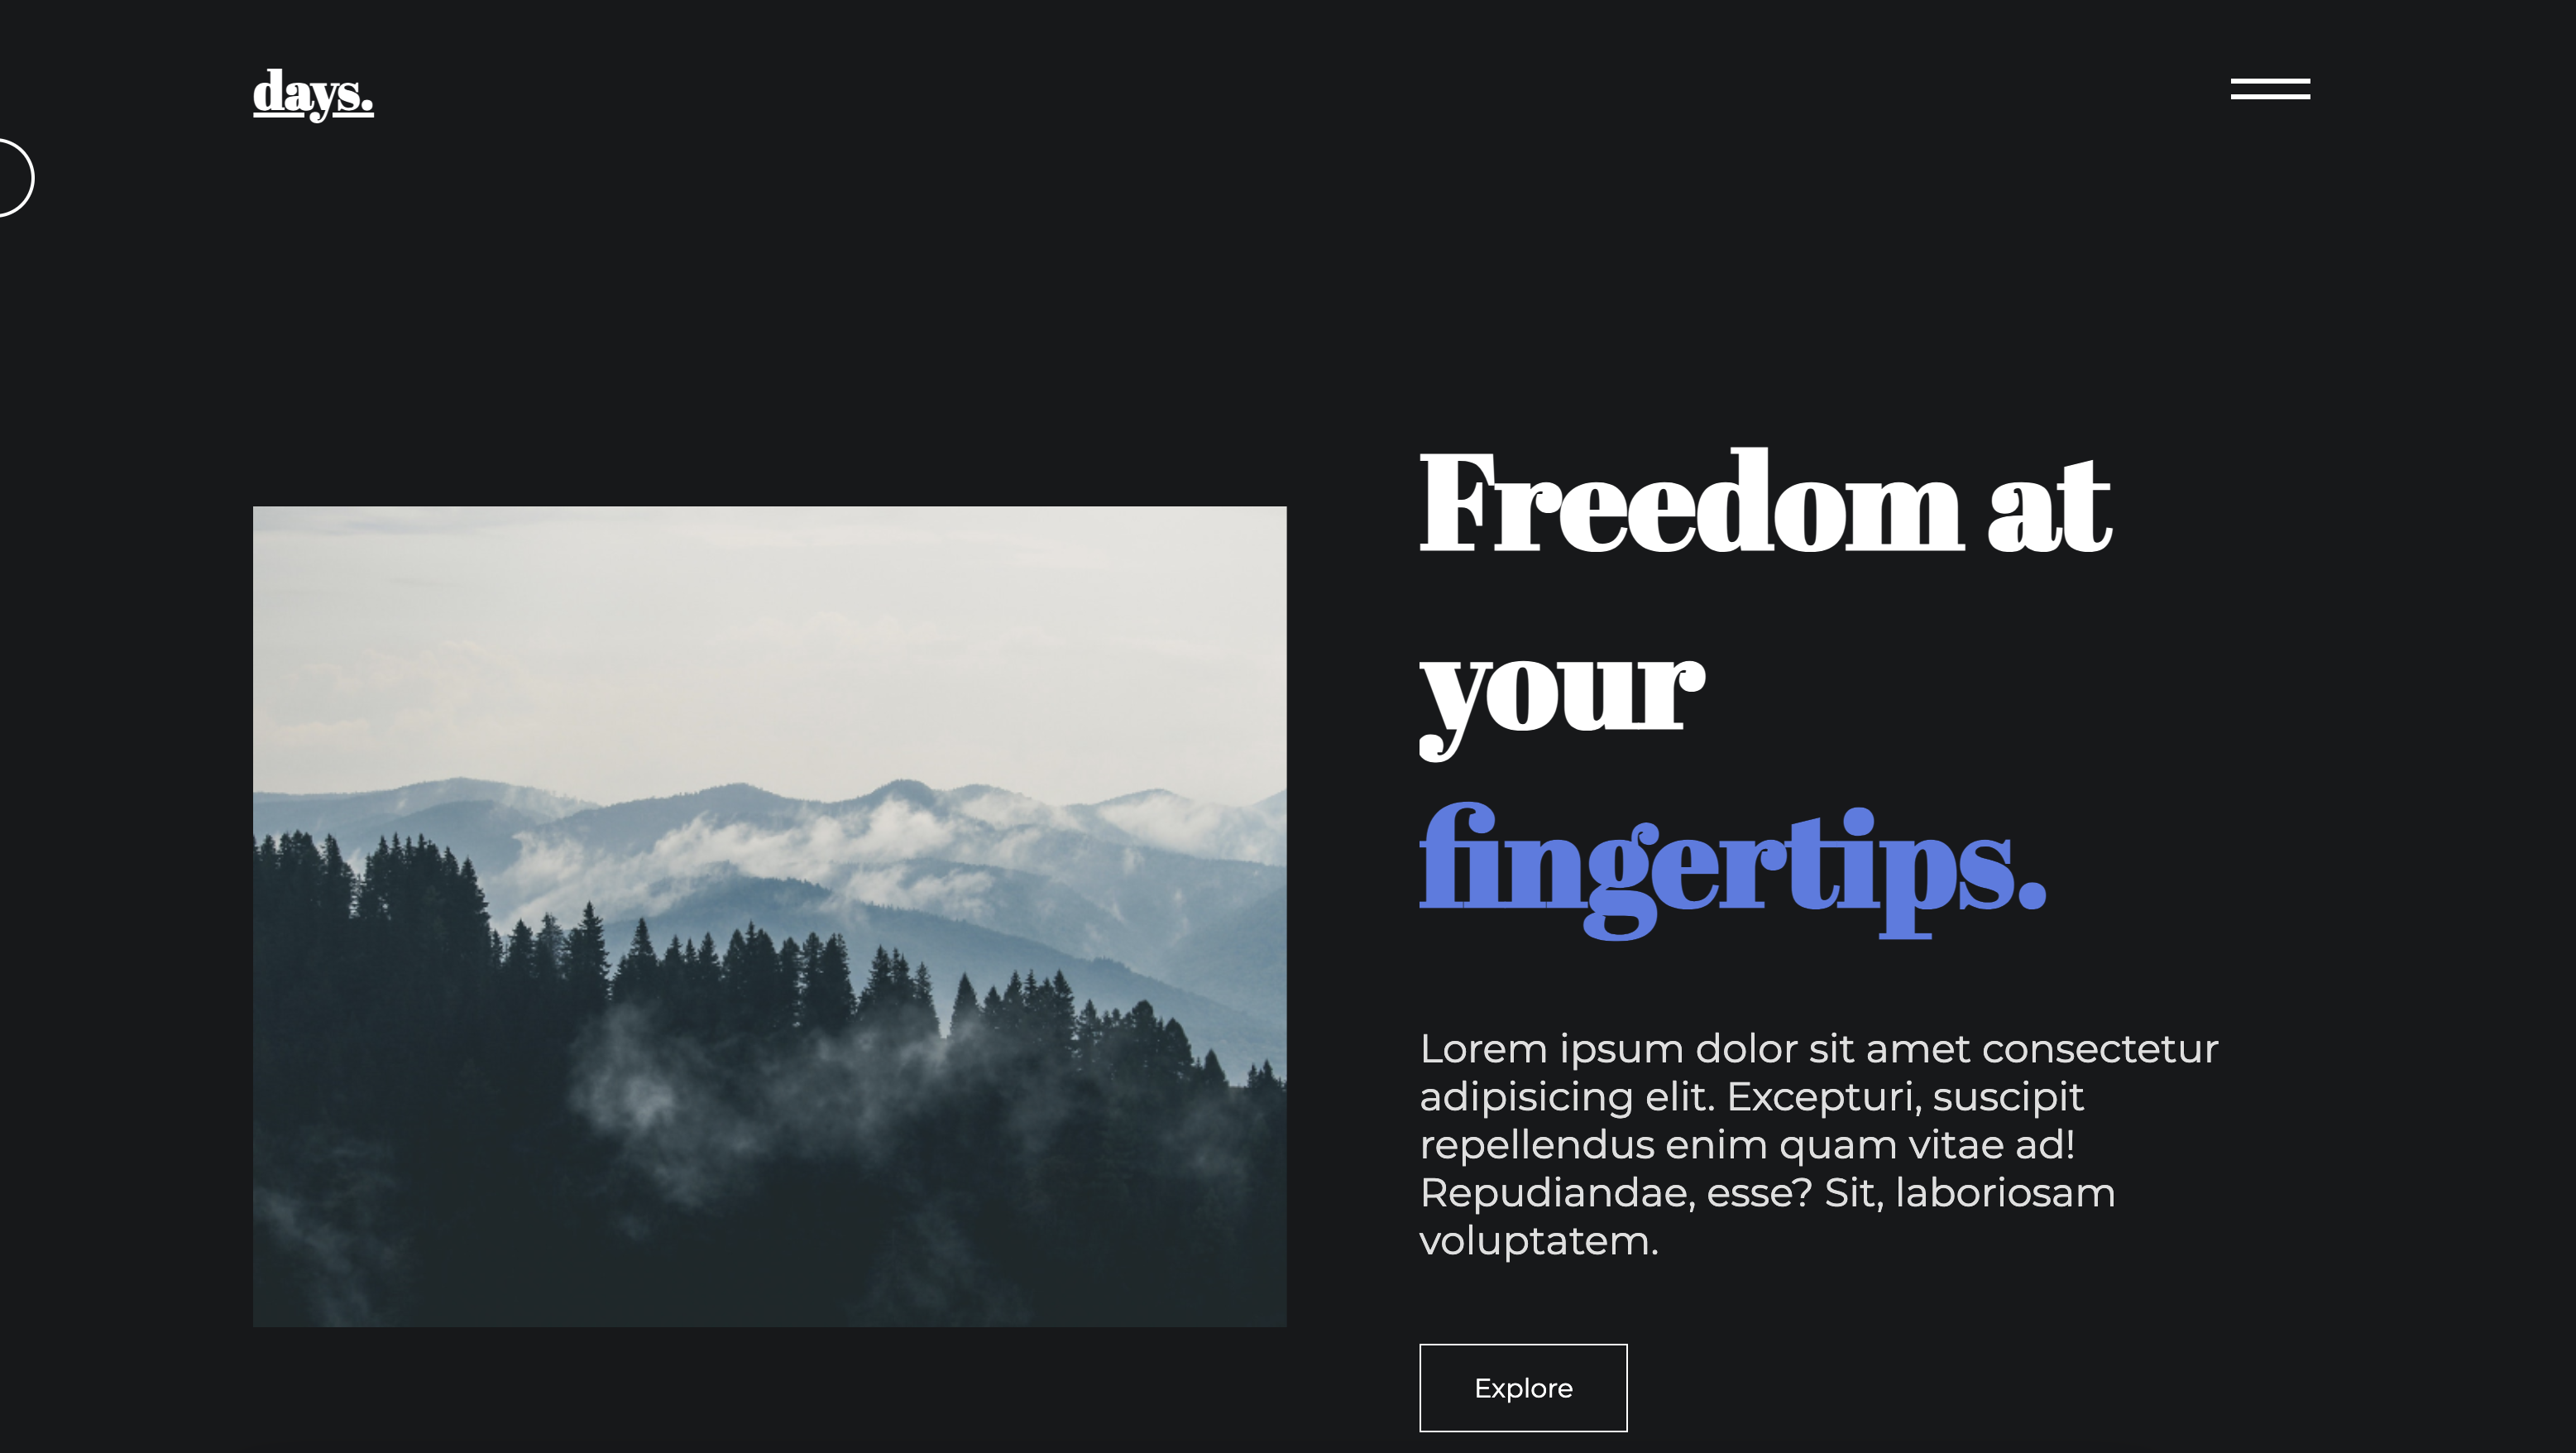 days.
Freedom at
your
fingertips.
Lorem ipsum dolor sit amet consectetur
adipisicing elit. Excepturi, suscipit
repellendus enim quam vitae ad!
Repudiandae, esse? Sit, laboriosam
voluptatem.
Explore